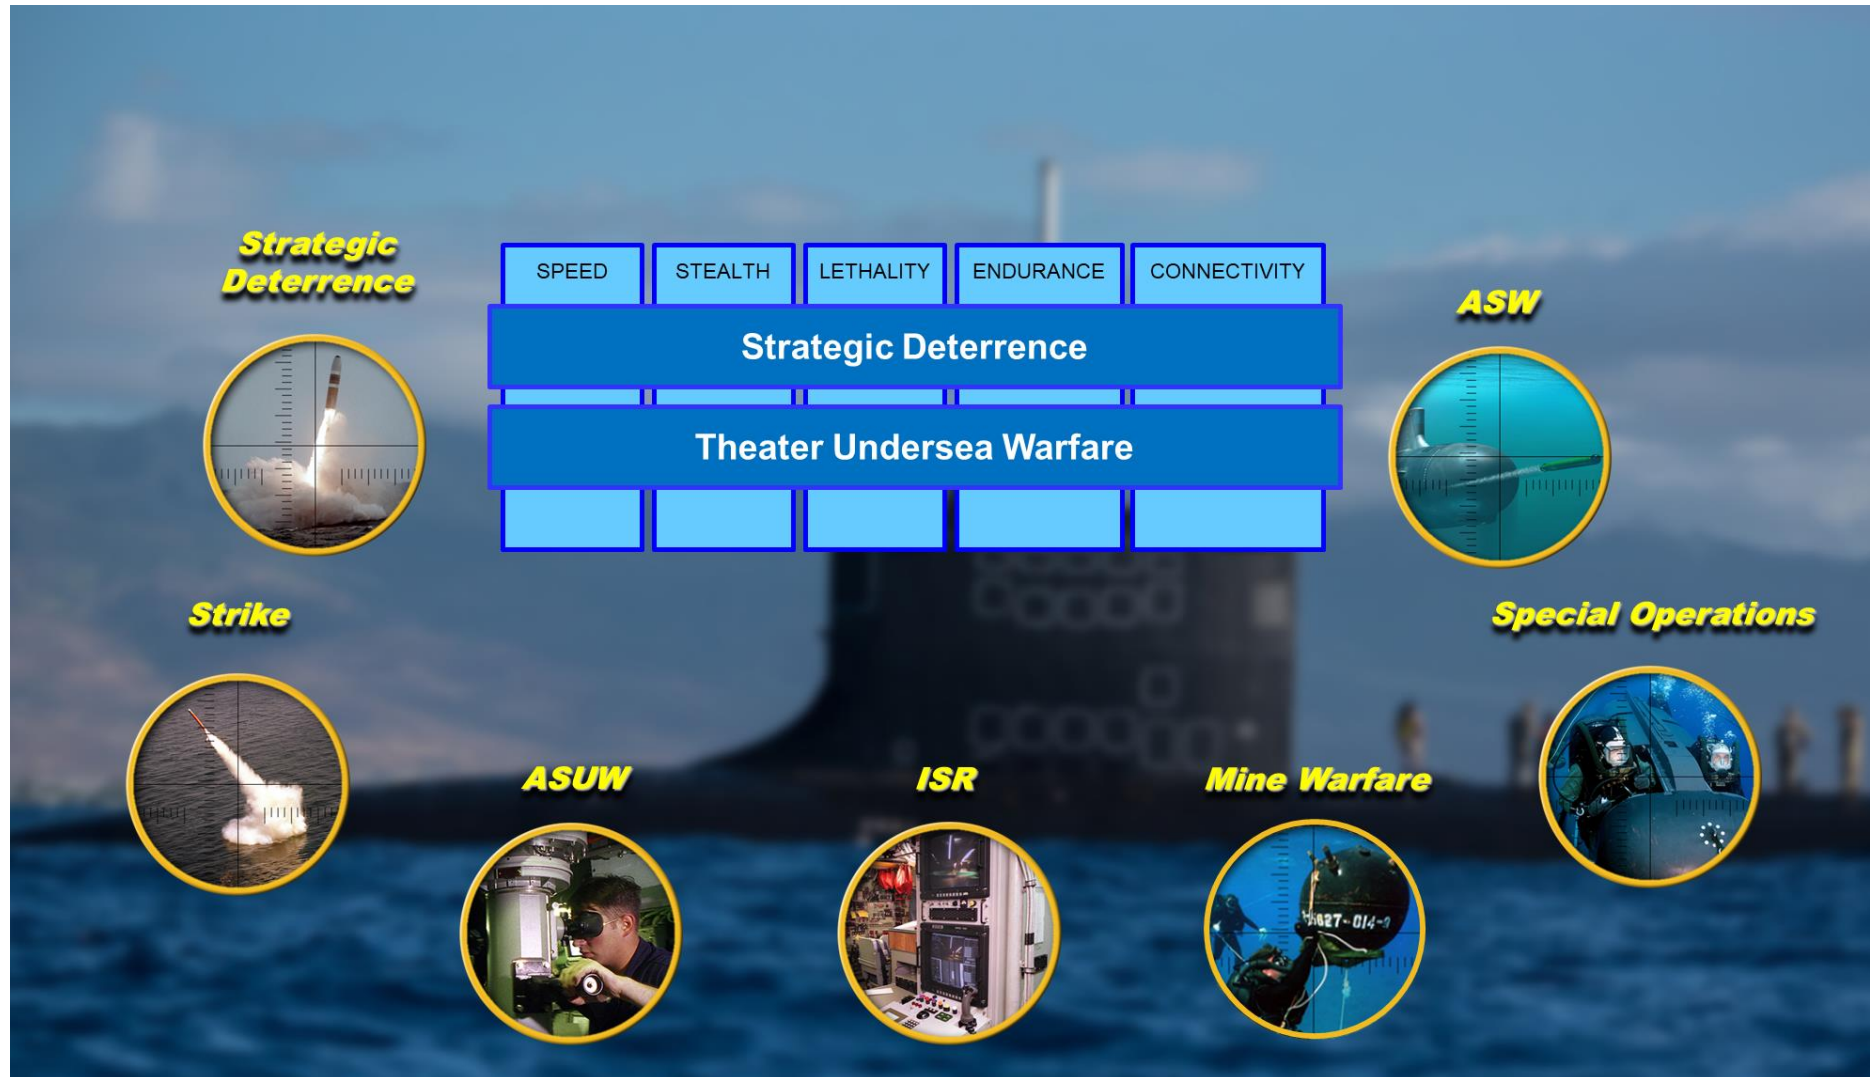 Strategic
Deterrence
SPEED
STEALTH
LETHALITY
ENDURANCE
CONNECTIVITY
Strategic Deterrence
Theater Undersea Warfare
ASW
Strike
Special Operations
ASUW
ISR
Mine Warfare